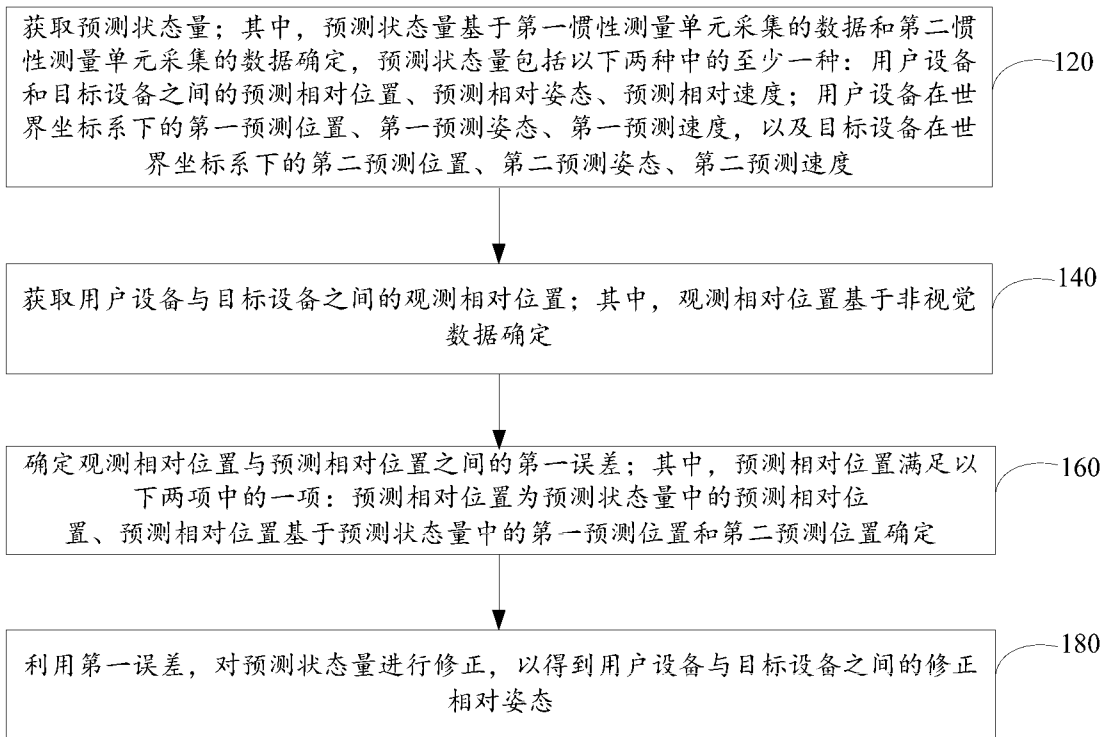 获取预测状态量；其中，预测状态量基于第一惯性测量单元采集的数据和第二惯
性测量单元采集的数据确定，预测状态量包括以下两种中的至少一种：用户设备
和目标设备之间的预测相对位置、预测相对姿态、预测相对速度；用户设备在世
界坐标系下的第一预测位置、第一预测姿态、第一预测速度，以及目标设备在世
界坐标系下的第二预测位置、第二预测姿态、第二预测速度
120
获取用户设备与目标设备之间的观测相对位置；其中，观测相对位置基于非视觉
数据确定
140
确定观测相对位置与预测相对位置之间的第一误差；其中，预测相对位置满足以
下两项中的一项：预测相对位置为预测状态量中的预测相对位
置、预测相对位置基于预测状态量中的第一预测位置和第二预测位置确定
160
利用第一误差，对预测状态量进行修正，以得到用户设备与目标设备之间的修正
相对姿态
180